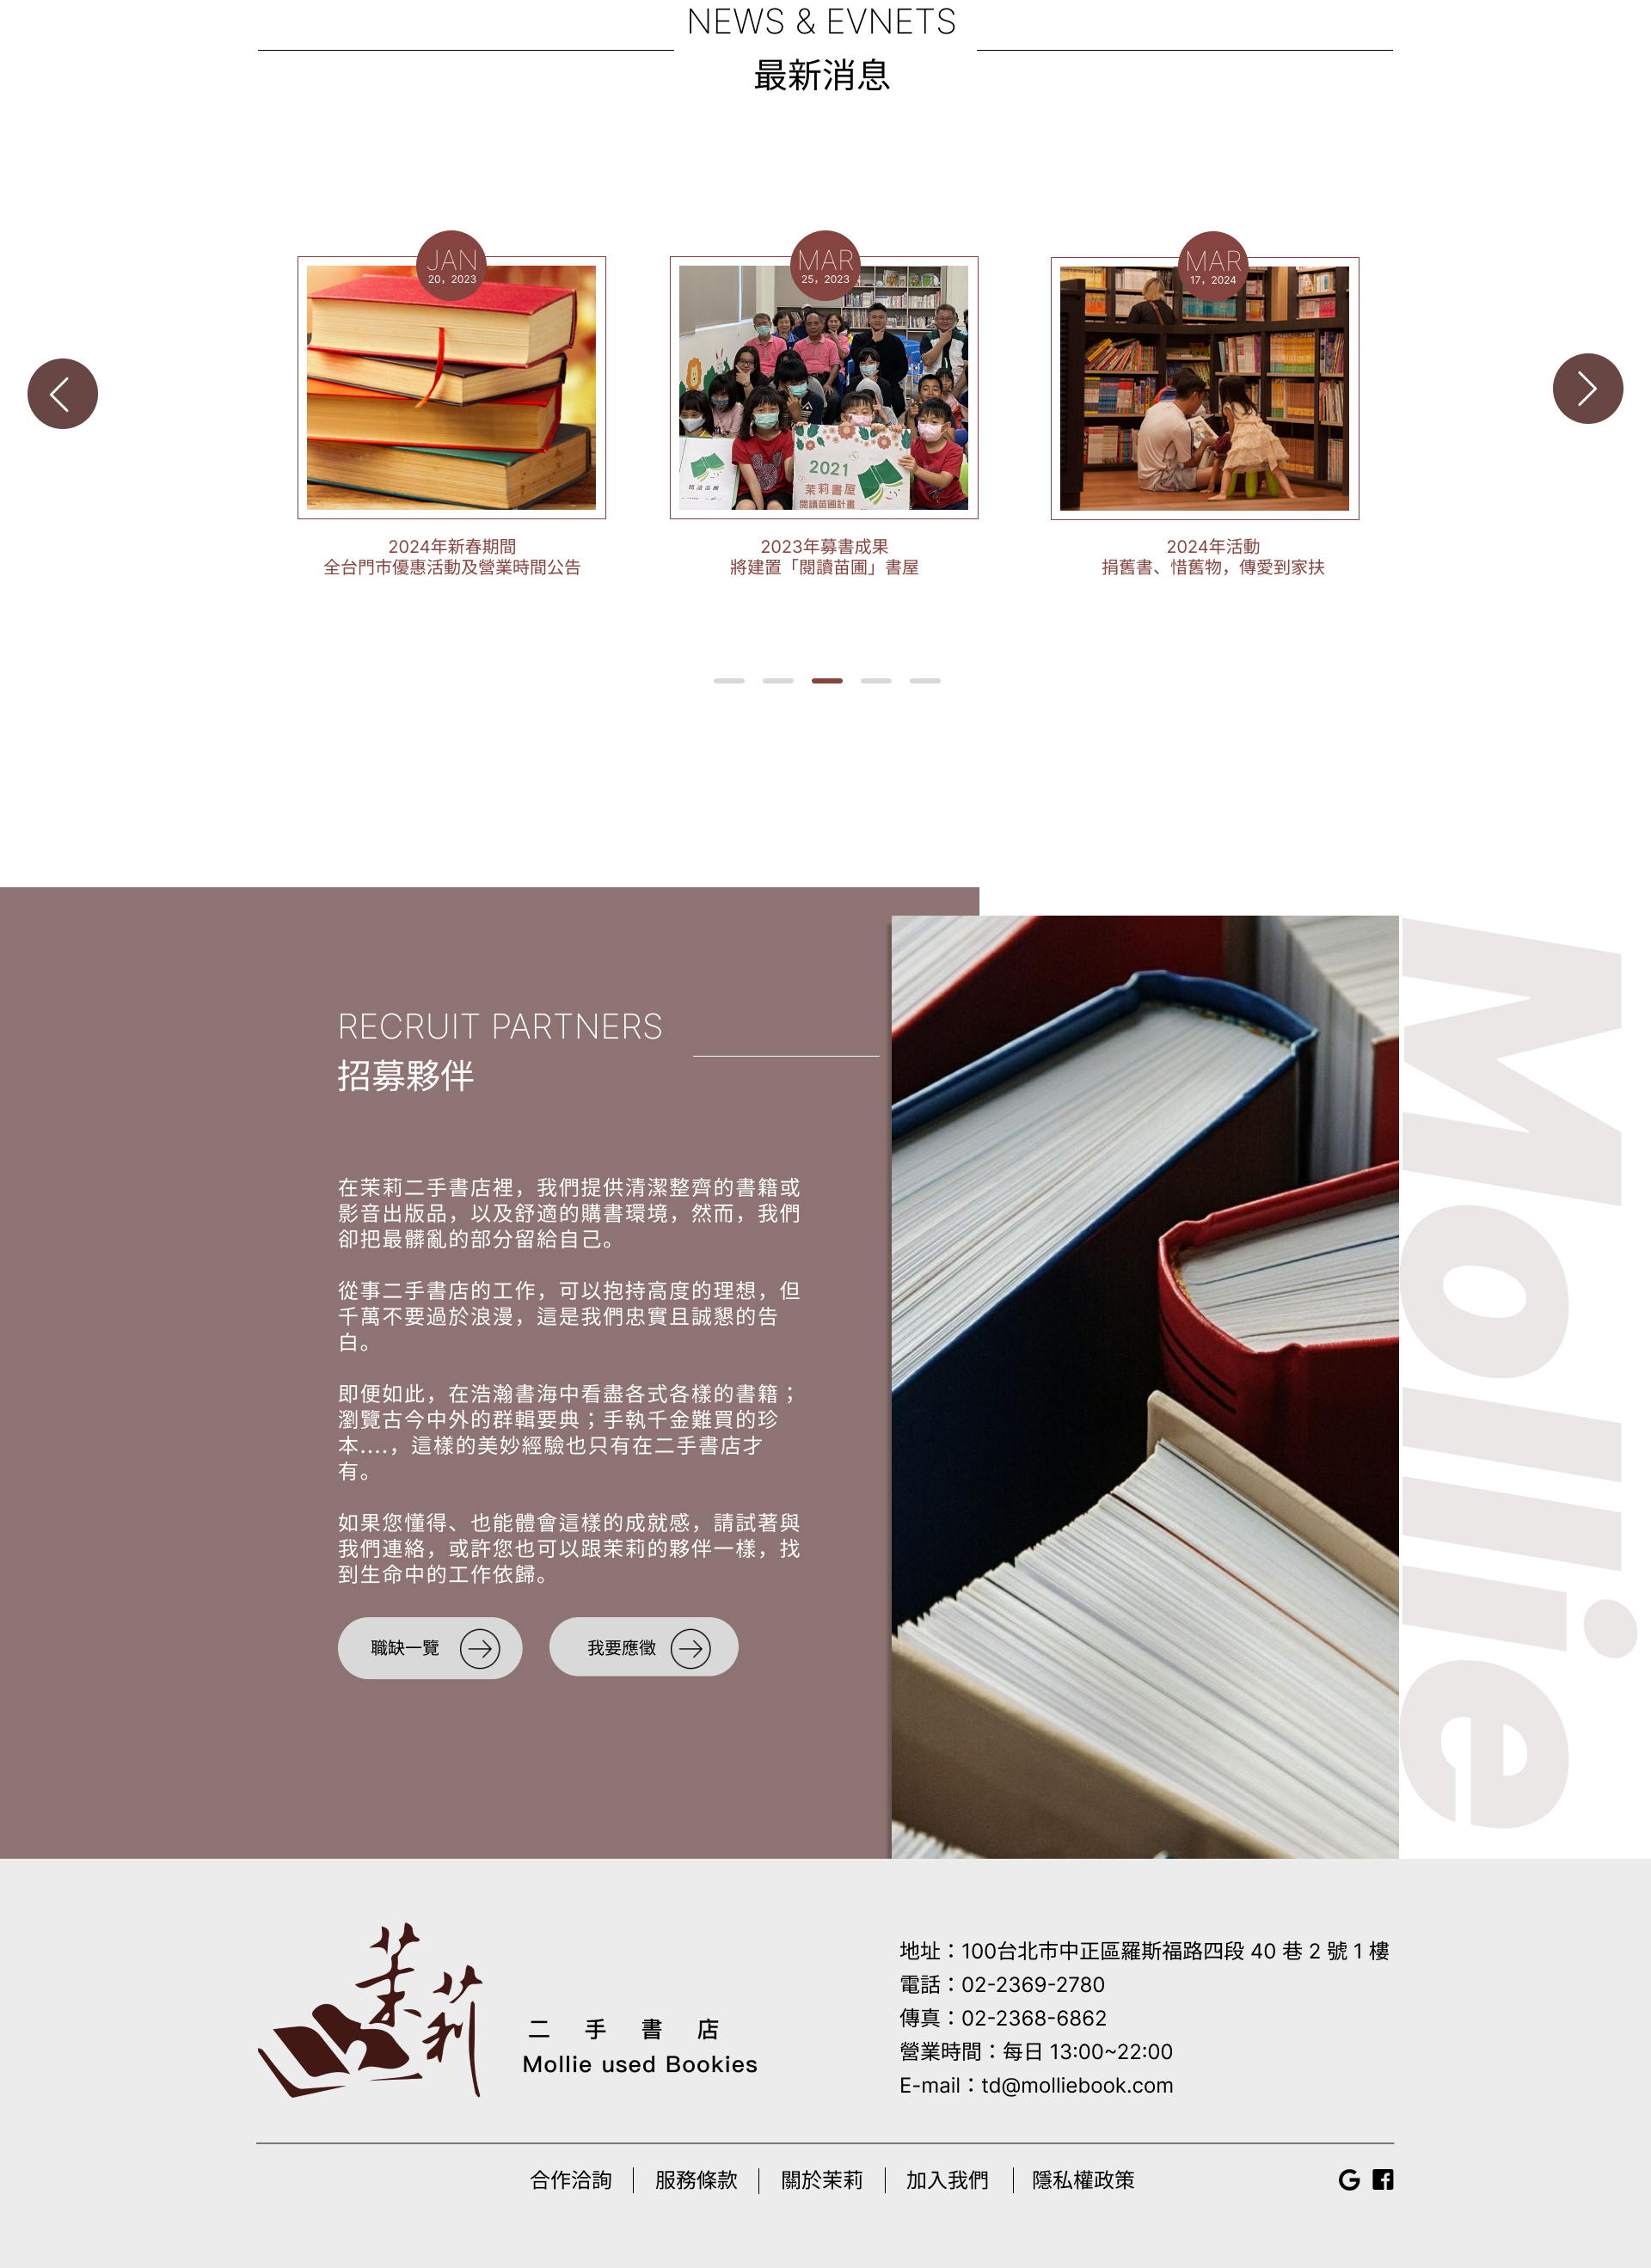 NEWS & EVNETS
最新消息
JAN
20，2023
MAR
25，2023
MAR
17，2024
2021
茉莉書屋
閱讀苗圃計畫
閱讀苗圃
2024年新春期間
全台門市優惠活動及營業時間公告
2023年募書成果
將建置「閱讀苗圃」書屋
2024年活動
捐舊書、惜舊物，傳愛到家扶
RECRUIT PARTNERS
招募夥伴
在茉莉二手書店裡，我們提供清潔整齊的書籍或
影音出版品，以及舒適的購書環境，然而，我們
卻把最髒亂的部分留給自己。
從事二手書店的工作，可以抱持高度的理想，但
千萬不要過於浪漫，這是我們忠實且誠懇的告
白。
即便如此，在浩瀚書海中看盡各式各樣的書籍；
瀏覽古今中外的群輯要典；手執千金難買的珍
本....，這樣的美妙經驗也只有在二手書店才
有。
如果您懂得、也能體會這樣的成就感，請試著與
我們連絡，或許您也可以跟茉莉的夥伴一樣，找
到生命中的工作依歸。
職缺一覽
我要應徵
Mollie
茉莉
二手書店
Mollie used Bookies
地址：100台北市中正區羅斯福路四段 40 巷 2 號 1 樓
電話：02-2369-2780
傳真：02-2368-6862
營業時間：每日 13:00~22:00
E-mail：td@molliebook.com
合作洽詢
服務條款
關於茉莉
加入我們
隱私權政策